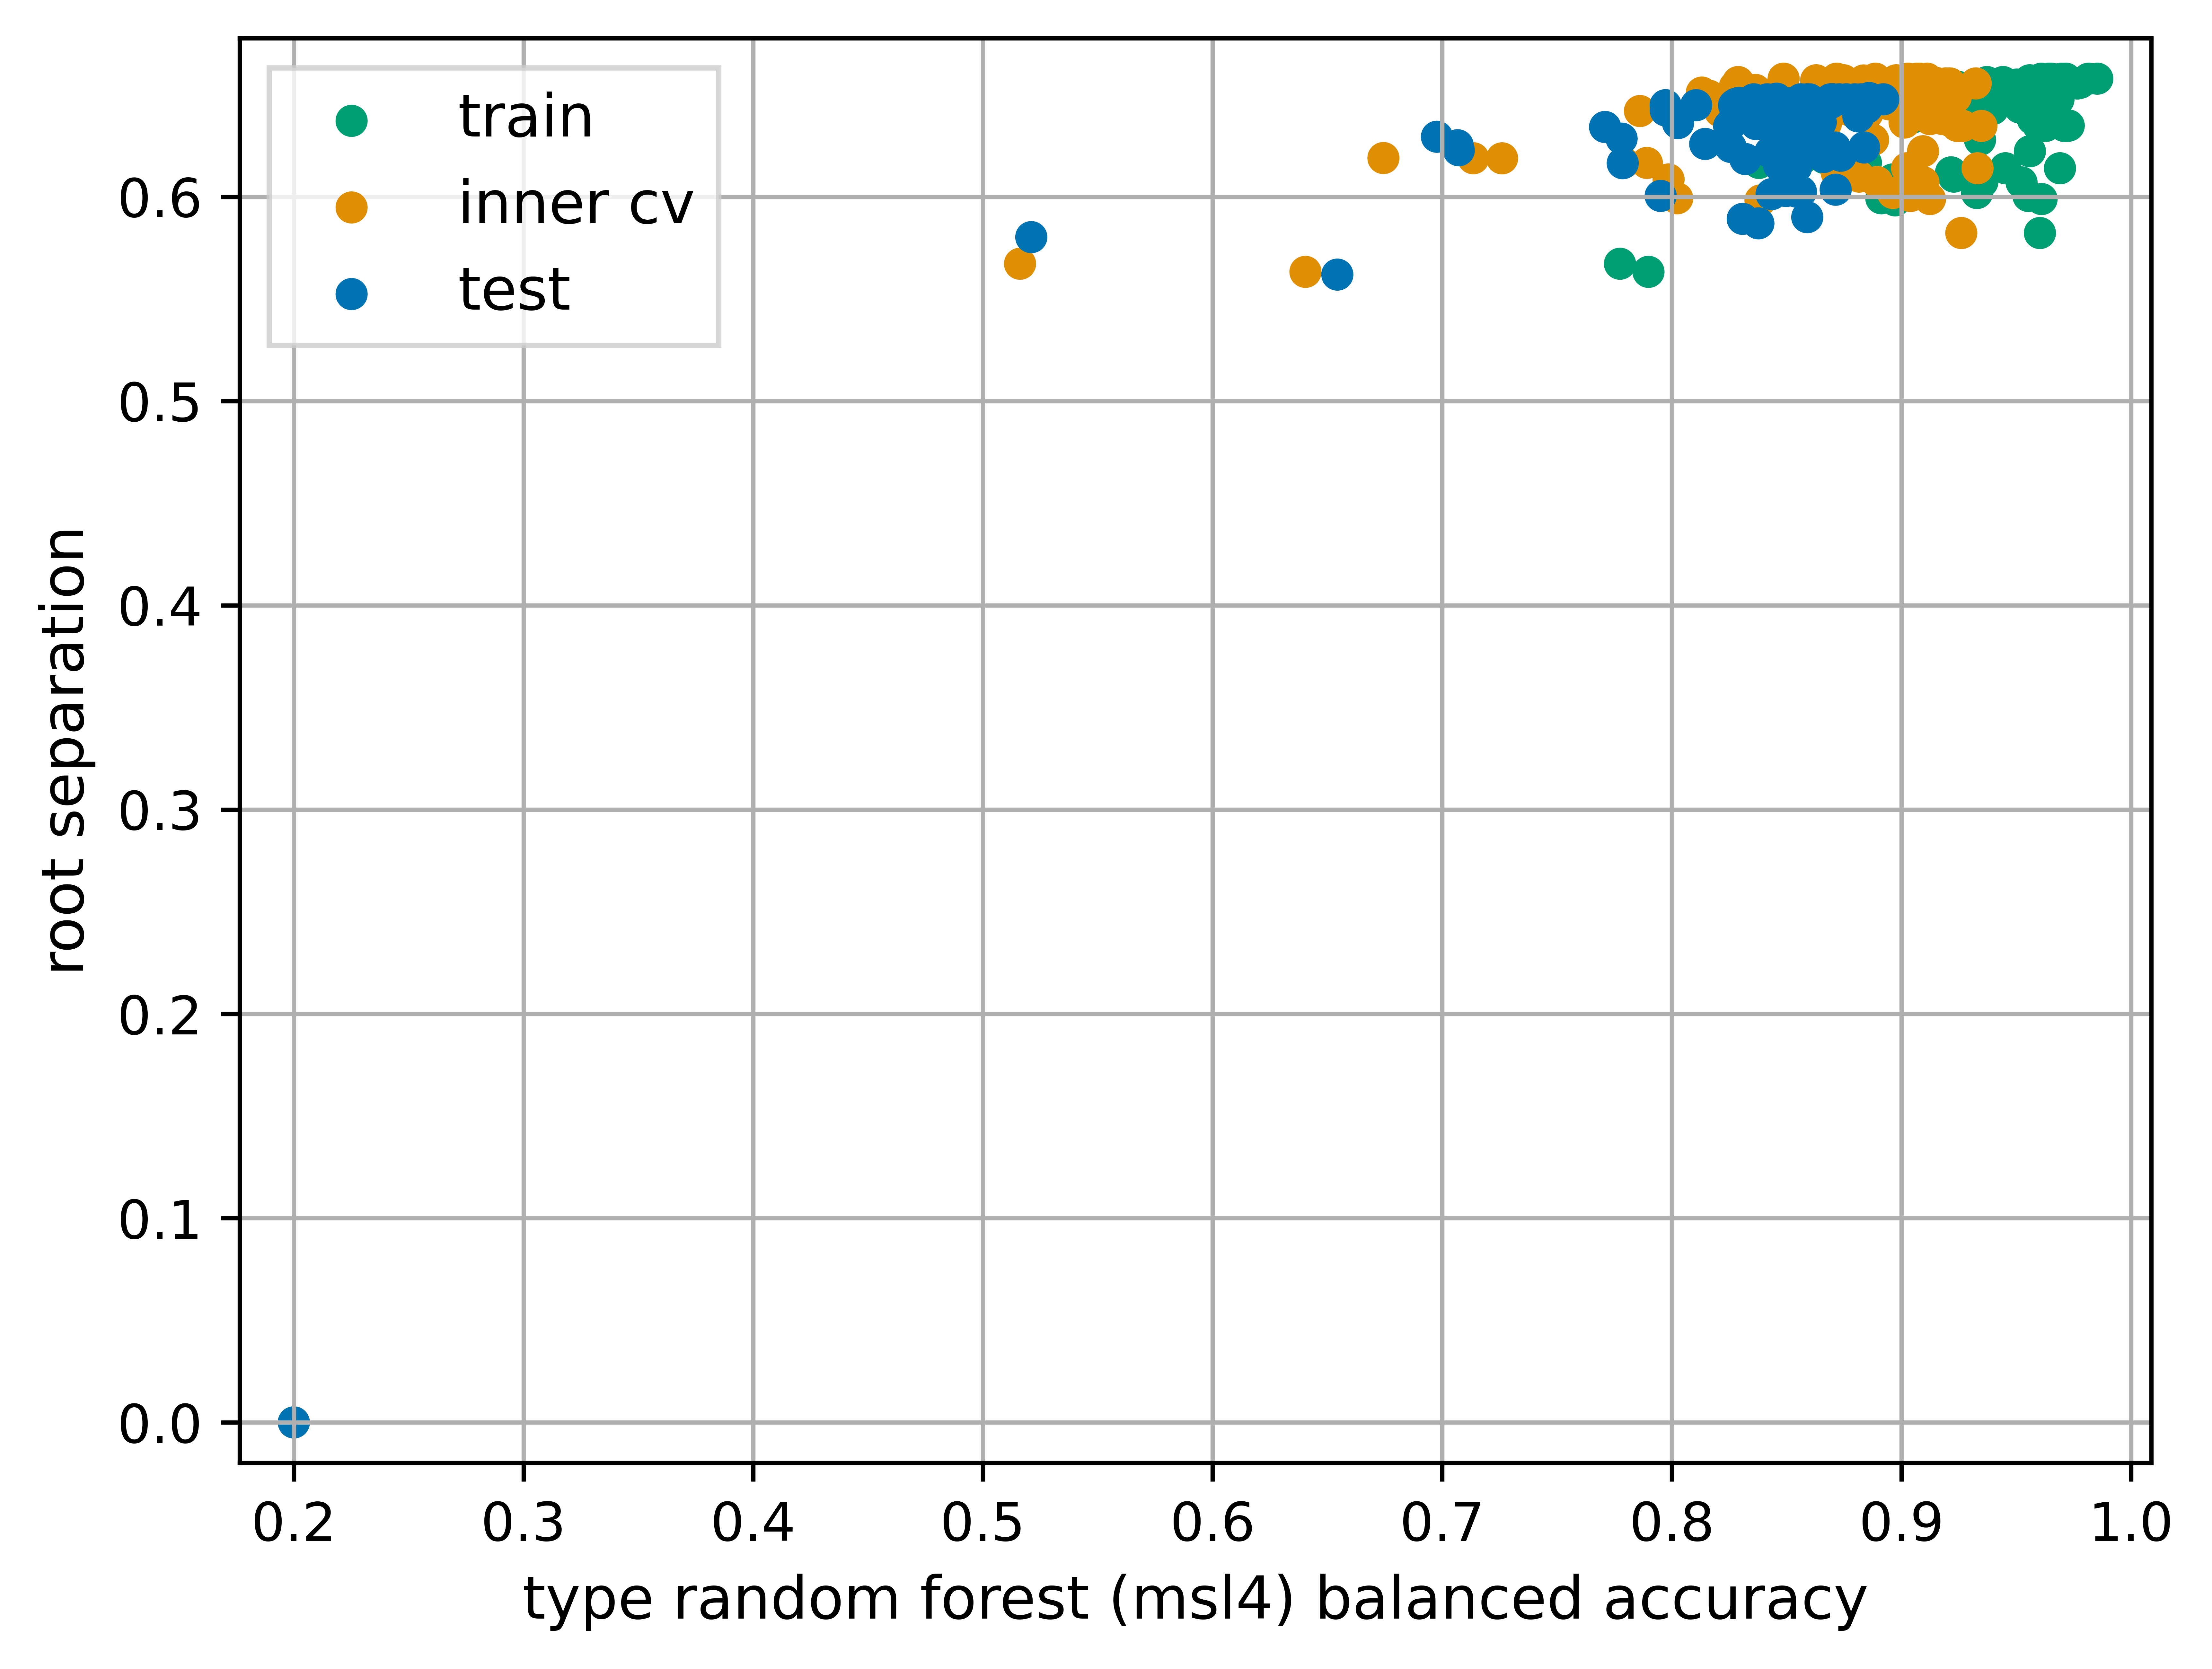 train
inner cv
test
root separation
0.6
0.5
0.4
0.3
0.2
0.1
0.0
0.2 0.3 0.4 0.5 0.6 0.7 0.8 0.9 1.0
type random forest (msl4) balanced accuracy